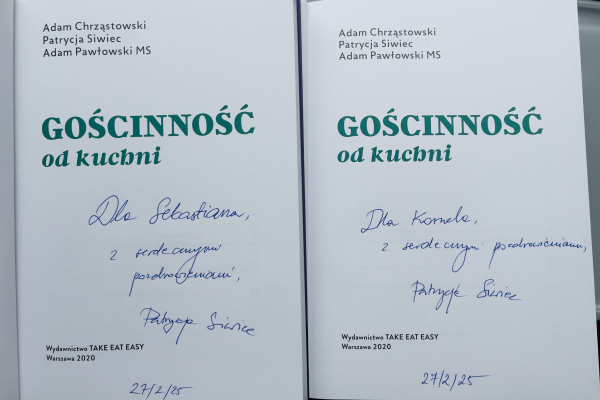 Adam Chrząstowski
Patrycja Siwiec
Adam Pawłowski MS
GOŚCINNOŚĆ
od kuchni
Dla Sebastiana,
z serdecznymi
pozdrowieniami,
Patrycja Siwiec
Wydawnictwo TAKE EAT EASY
Warszawa 2020
27/2/25
Adam Chrząstowski
Patrycja Siwiec
Adam Pawłowski MS
GOŚCINNOŚĆ
od kuchni
Dla Kornela,
z serdecznymi pozdrowieniami,
Patrycja Siwiec
Wydawnictwo TAKE EAT EASY
Warszawa 2020
27/2/25